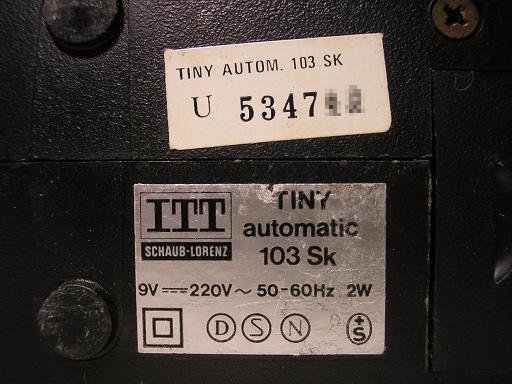 TINY AUTOM. 103 SK
U 5347
ITT
SCHAUB-LORENZ
TINY
automatic
103 Sk
9V ⎓ 220V ~ 50-60Hz 2W
D S N +S